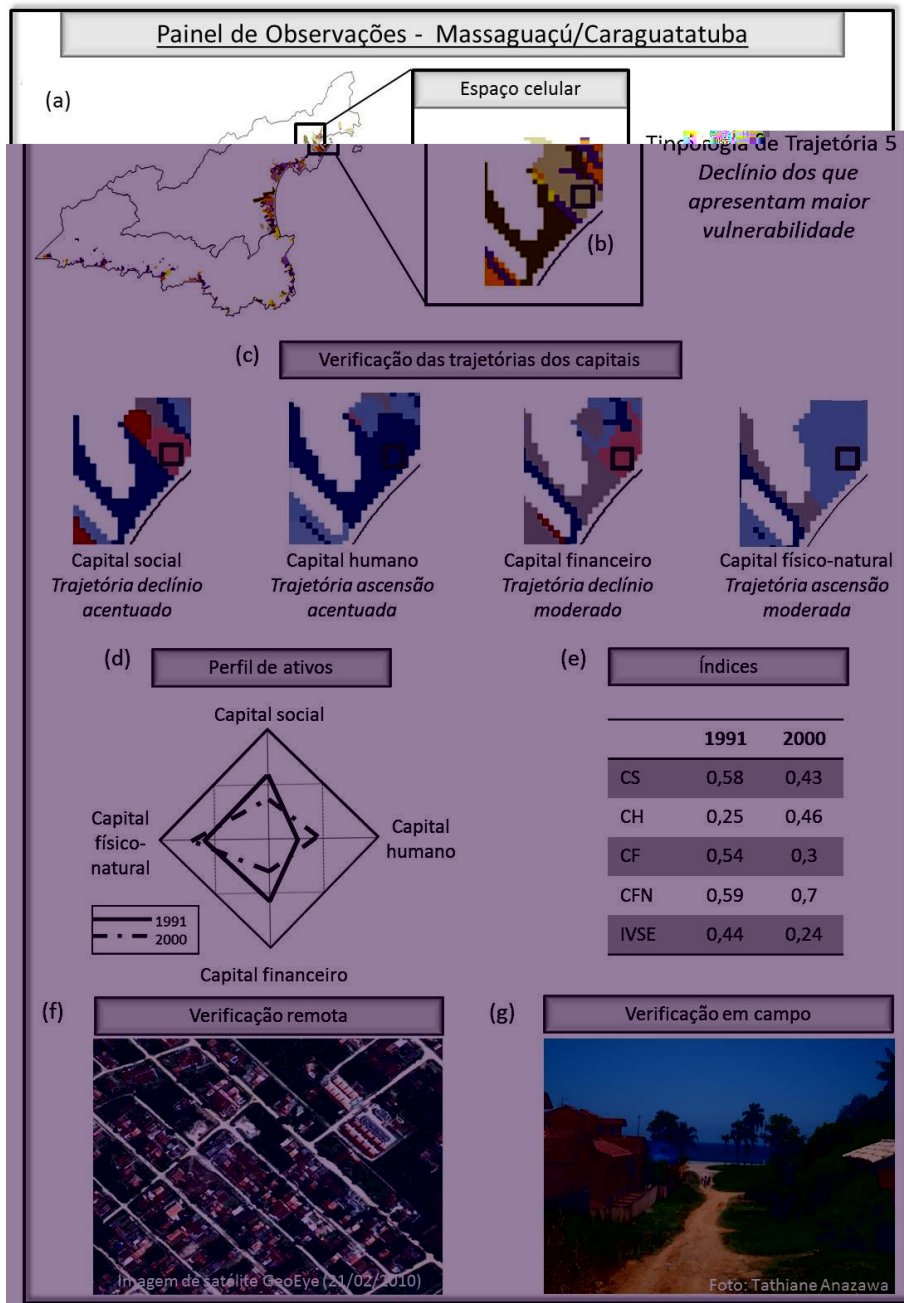 Painel de Observações - Massaguaçú/Caraguatatuba
(a)
Espaço celular
de Trajetória 5
Declínio dos que
apresentam maior
vulnerabilidade
(b)
(c)
Verificação das trajetórias dos capitais
Capital social
Trajetória declínio
acentuado
Capital humano
Trajetória ascensão
acentuada
Capital financeiro
Trajetória declínio
moderado
Capital físico-natural
Trajetória ascensão
moderada
(d)
Perfil de ativos
Capital social
Capital
físico-
natural
Capital
humano
Capital financeiro
1991
2000
(e)
Índices
1991 2000
CS 0,58 0,43
CH 0,25 0,46
CF 0,54 0,3
CFN 0,59 0,7
IVSE 0,44 0,24
(f)
Verificação remota
Imagem de satélite GeoEye (21/02/2010)
(g)
Verificação em campo
Foto: Tathiane Anazawa